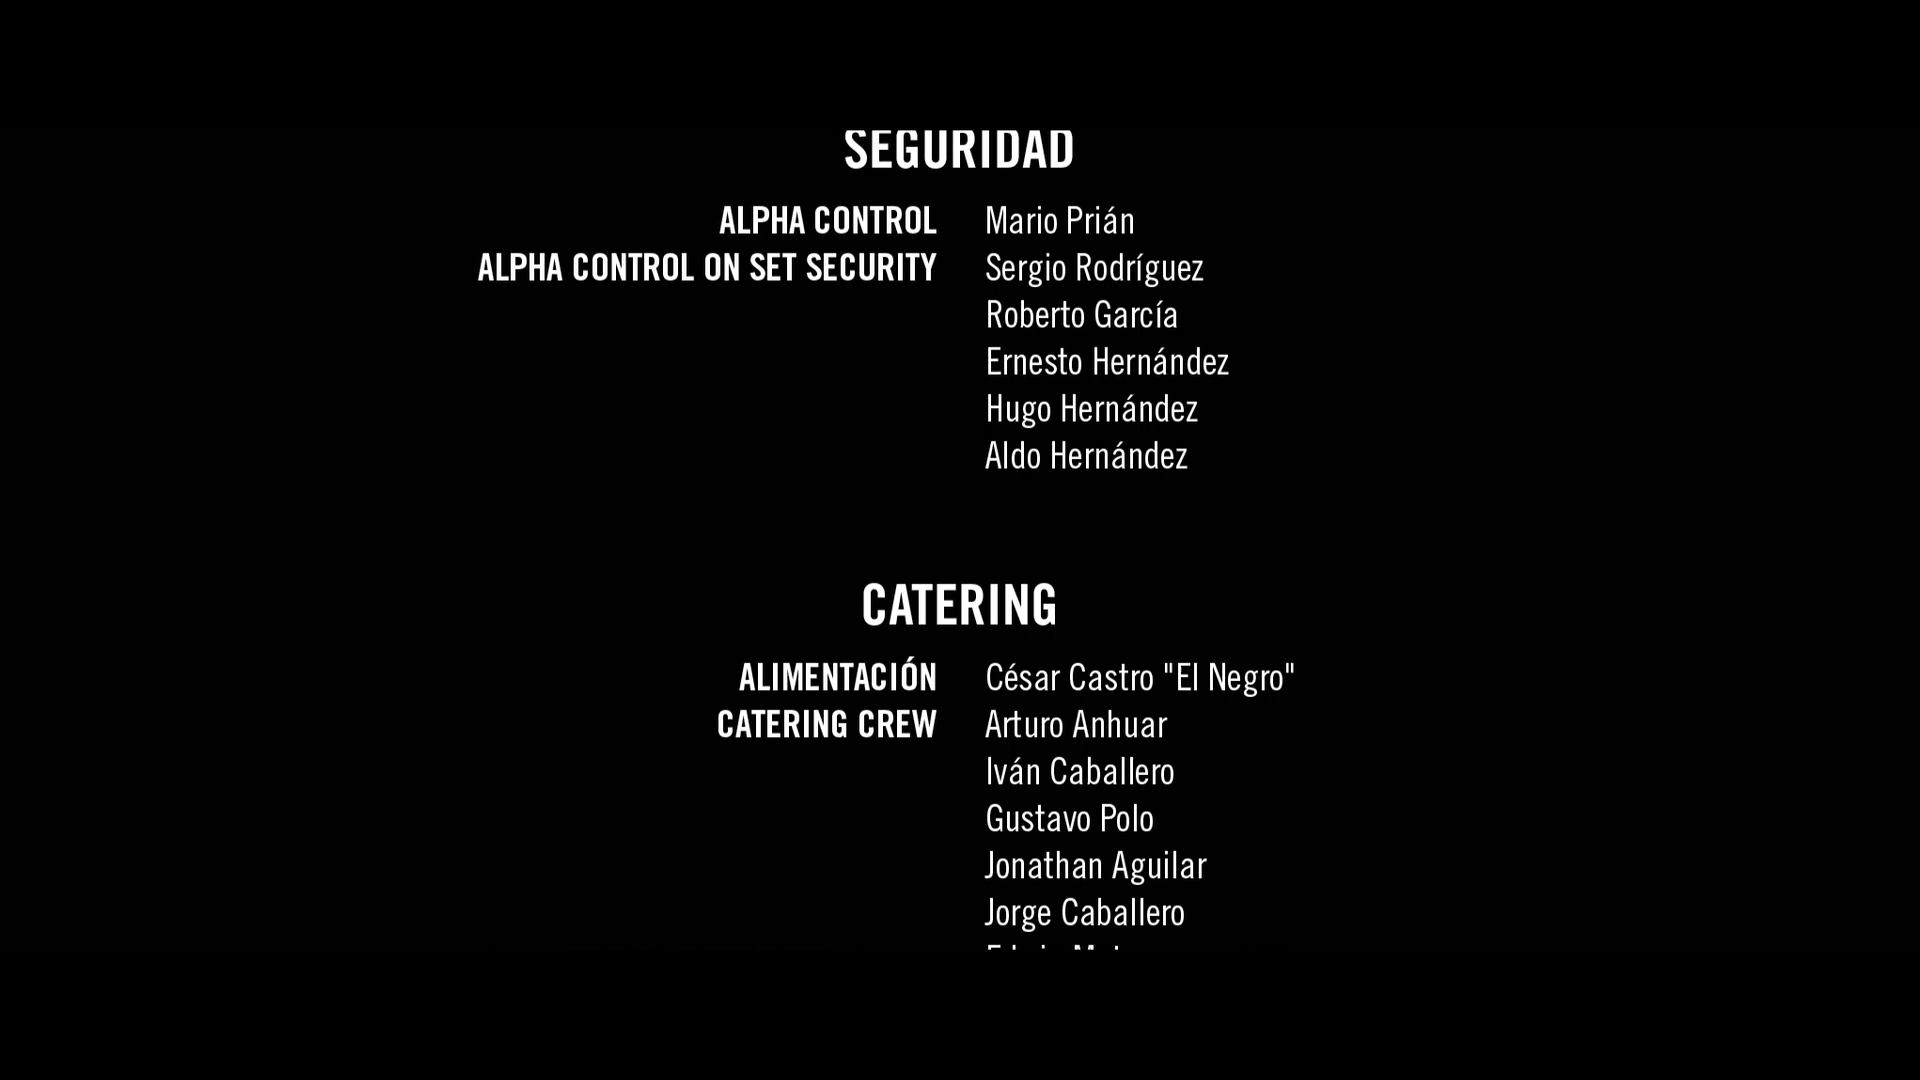 SEGURIDAD
ALPHA CONTROL Mario Prián
ALPHA CONTROL ON SET SECURITY Sergio Rodríguez
Roberto García
Ernesto Hernández
Hugo Hernández
Aldo Hernández
CATERING
ALIMENTACIÓN César Castro "El Negro"
CATERING CREW Arturo Anhuar
Iván Caballero
Gustavo Polo
Jonathan Aguilar
Jorge Caballero